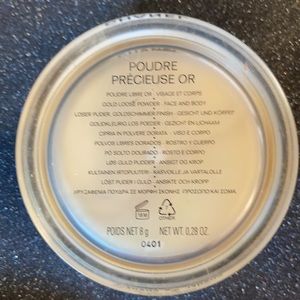 POUDRE
PRÉCIEUSE OR
POUDRE LIBRE OR - VISAGE ET CORPS
GOLD LOOSE POWDER - FACE AND BODY
LOSER PUDER, GOLDSCHIMMER FINISH - GESICHT UND KÖRPER
GOUDKLEURIG LOS POEDER - GEZICHT EN LICHAAM
CIPRIA IN POLVERE DORATA - VISO E CORPO
POLVOS LIBRES DORADOS - ROSTRO Y CUERPO
PÓ SOLTO DOURADO - ROSTO E CORPO
LØS GULD PUDDER - ANSIGT OG KROP
KULTAINEN IRTOPUUTERI - KASVOILLE JA VARTALOLLE
LÖST PUDER I GULD - ANSIKTE OCH KROPP
ΧΡΥΣΑΦΕΝΙΑ ΠΟΥΔΡΑ ΣΕ ΜΟΡΦΗ ΣΚΟΝΗΣ - ΠΡΟΣΩΠΟ ΚΑΙ ΣΩΜΑ
18 M
21
OTHER
POIDS NET 8 g NET WT. 0.28 OZ.
0401